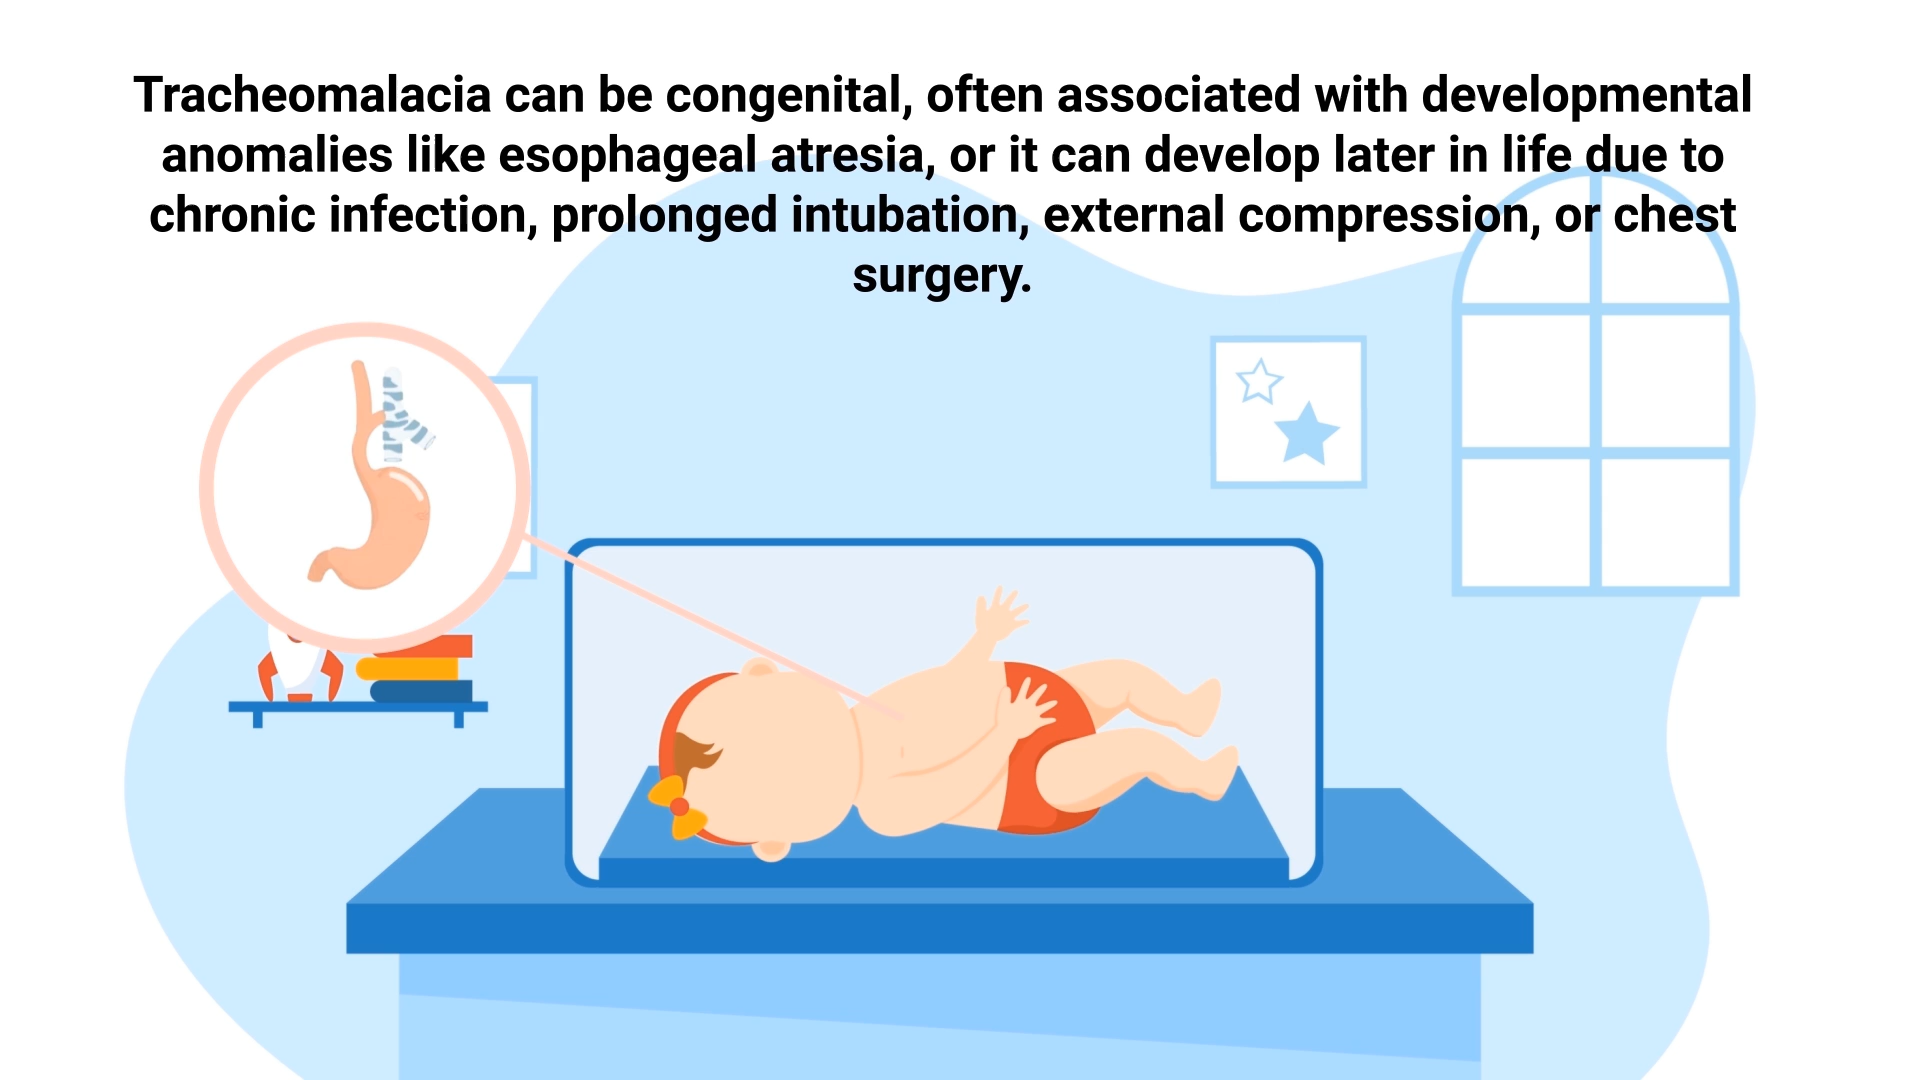 Tracheomalacia can be congenital, often associated with developmental
anomalies like esophageal atresia, or it can develop later in life due to
chronic infection, prolonged intubation, external compression, or chest
surgery.